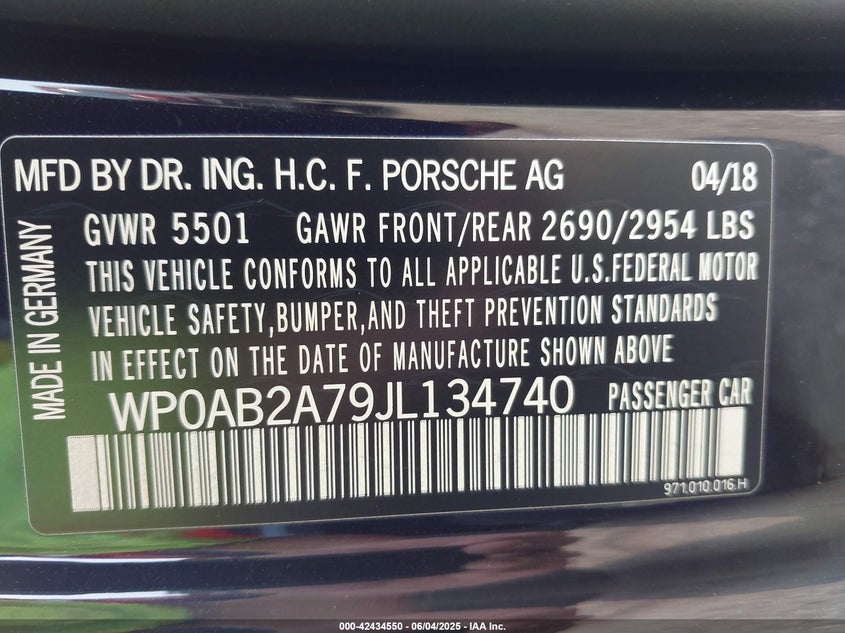 MFD BY DR. ING. H.C. F. PORSCHE AG 04/18
GVWR 5501 GAWR FRONT/REAR 2690/2954 LBS
THIS VEHICLE CONFORMS TO ALL APPLICABLE U.S.FEDERAL MOTOR
VEHICLE SAFETY,BUMPER,AND THEFT PREVENTION STANDARDS
IN EFFECT ON THE DATE OF MANUFACTURE SHOWN ABOVE
WP0AB2A79JL134740 PASSENGER CAR
MADE IN GERMANY
971.010.016.H
000-42434550 - 06/04/2025 - IAA Inc.